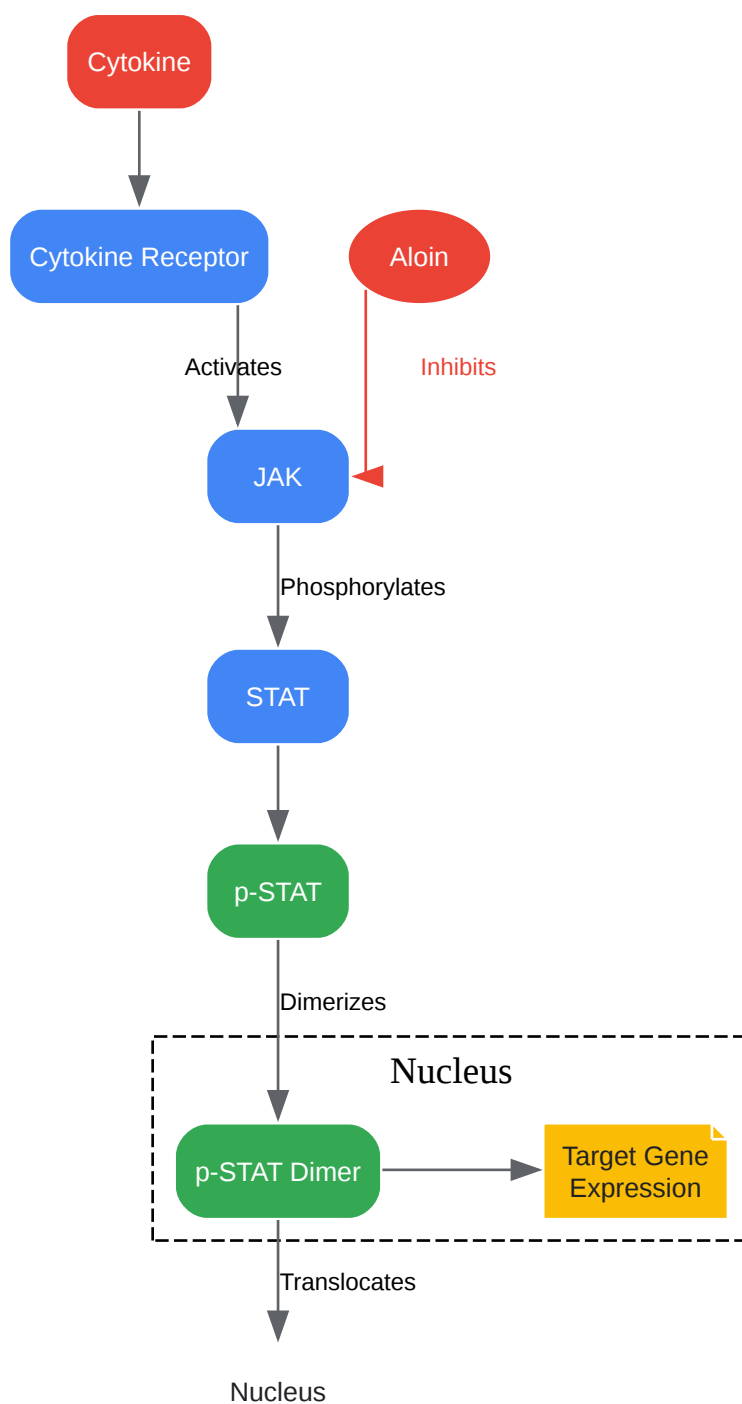 Cytokine
Cytokine Receptor
Aloin
Activates
Inhibits
JAK
Phosphorylates
STAT
p-STAT
Dimerizes
Nucleus
p-STAT Dimer
Target Gene
Expression
Translocates
Nucleus